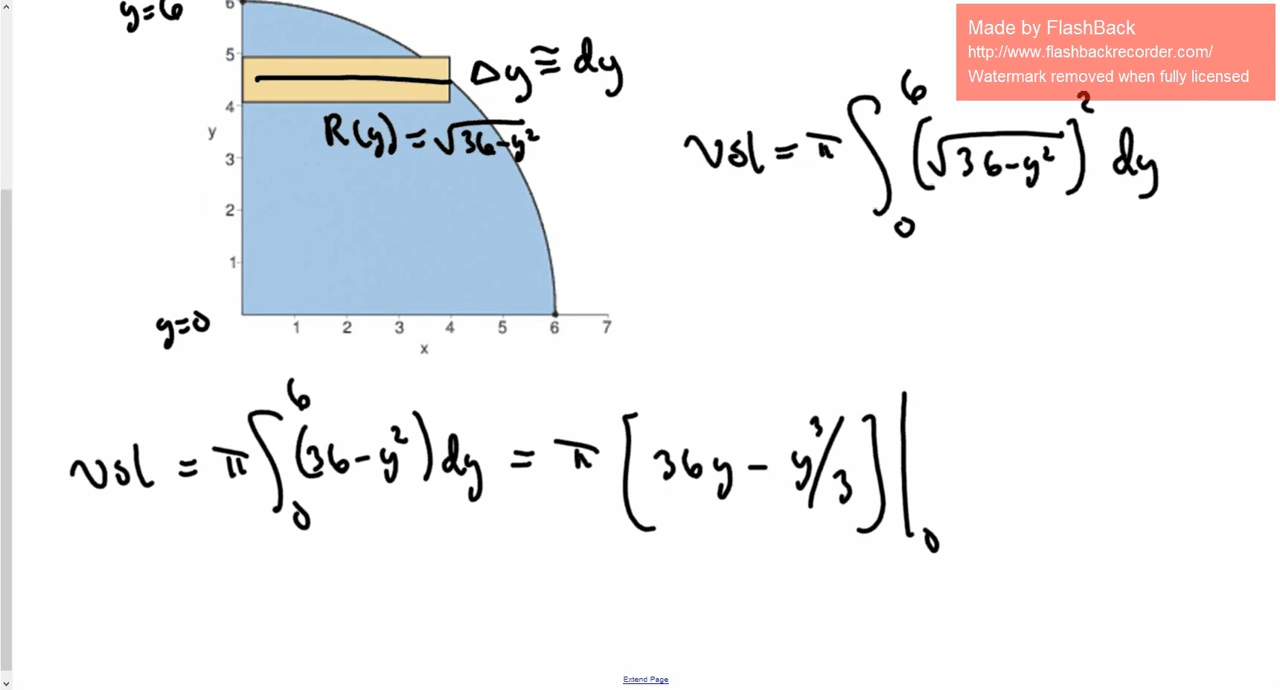 y=6
Made by FlashBack
http://www.flashbackrecorder.com/
Watermark removed when fully licensed
6
5
4
y
3
2
1
Δy ≅ dy
R(y) = √36-y²
vol = π ∫₀⁶ (√36-y²)² dy
y=0
1 2 3 4 5 6 7
x
vol = π ∫₀⁶ (36-y²) dy = π [36y - y³/3] |₀
Extend Page